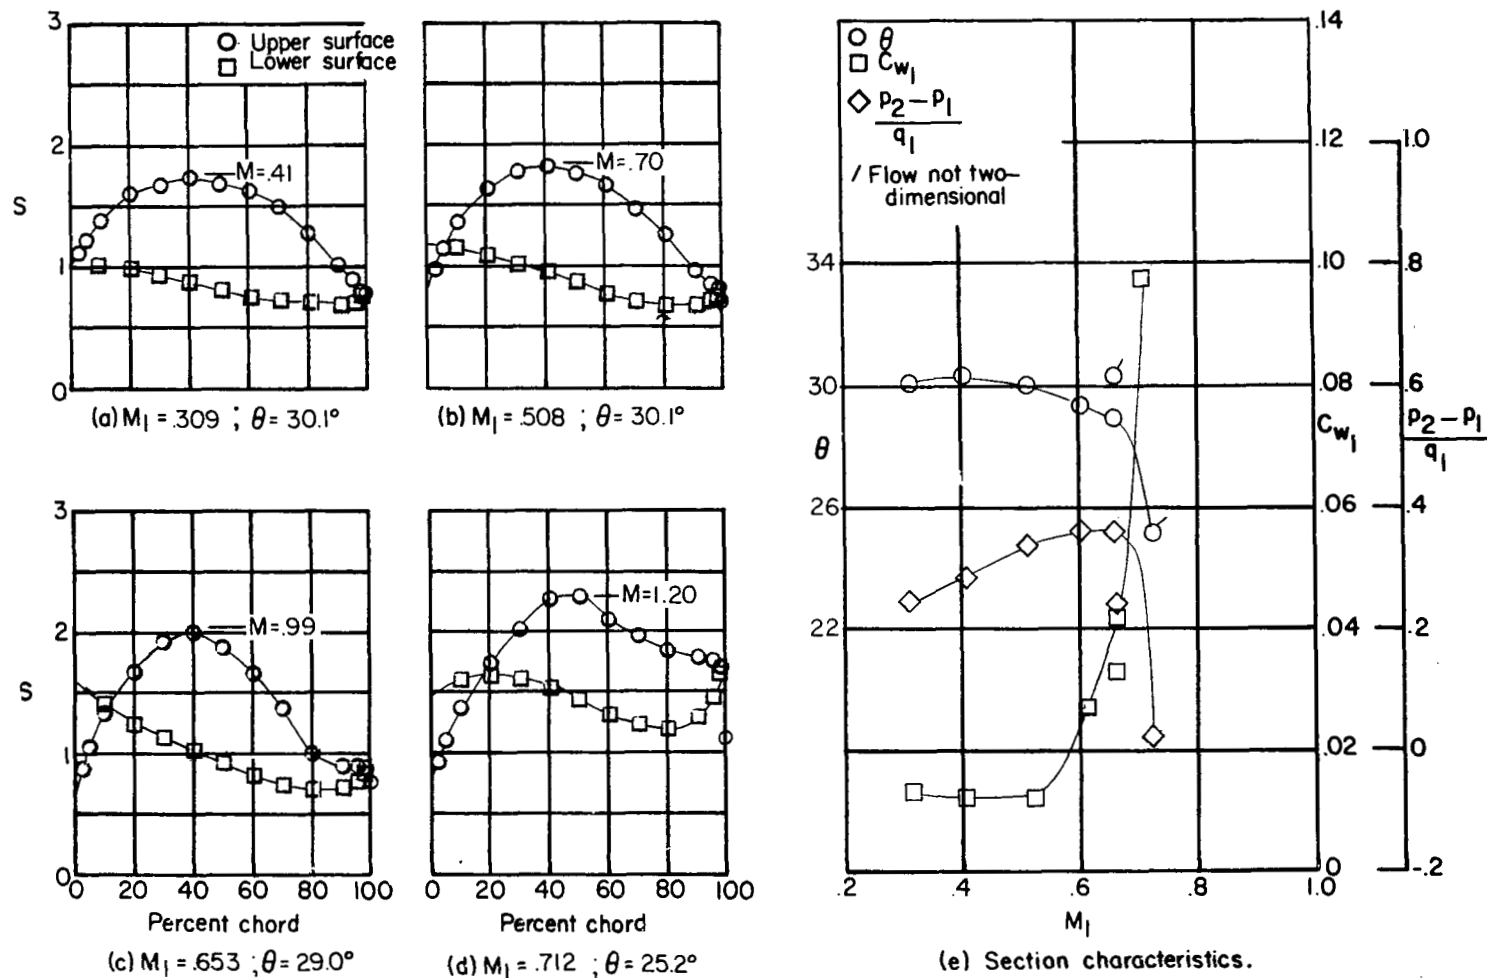 3
2
S
1
0
Upper surface
Lower surface
M=.41
(a) M₁ = .309 ; θ = 30.1°
M=.70
(b) M₁ = .508 ; θ = 30.1°
3
2
S
1
0
M=.99
0 20 40 60 80 100
Percent chord
(c) M₁ = .653 ; θ = 29.0°
M=1.20
0 20 40 60 80 100
Percent chord
(d) M₁ = .712 ; θ = 25.2°
θ
C_w₁
p₂ − p₁
q₁
/ Flow not two-
dimensional
34
30
θ
26
22
.14
.12
.10
.08
C_w₁
.06
.04
.02
0
1.0
.8
.6
p₂ − p₁
q₁
.4
.2
0
-.2
.2 .4 .6 .8 1.0
M₁
(e) Section characteristics.